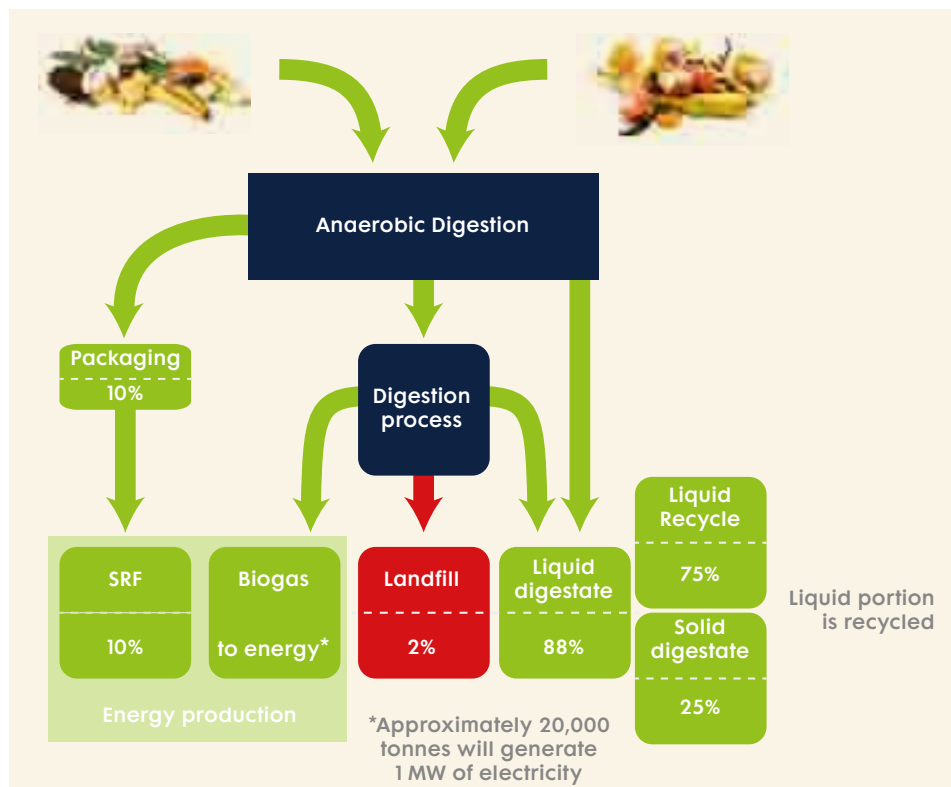 Anaerobic Digestion
Packaging
10%
Digestion
process
Liquid
Recycle
75%
SRF
10%
Biogas
to energy*
Landfill
2%
Liquid
digestate
88%
Solid
digestate
25%
Liquid portion
is recycled
Energy production
*Approximately 20,000
tonnes will generate
1 MW of electricity